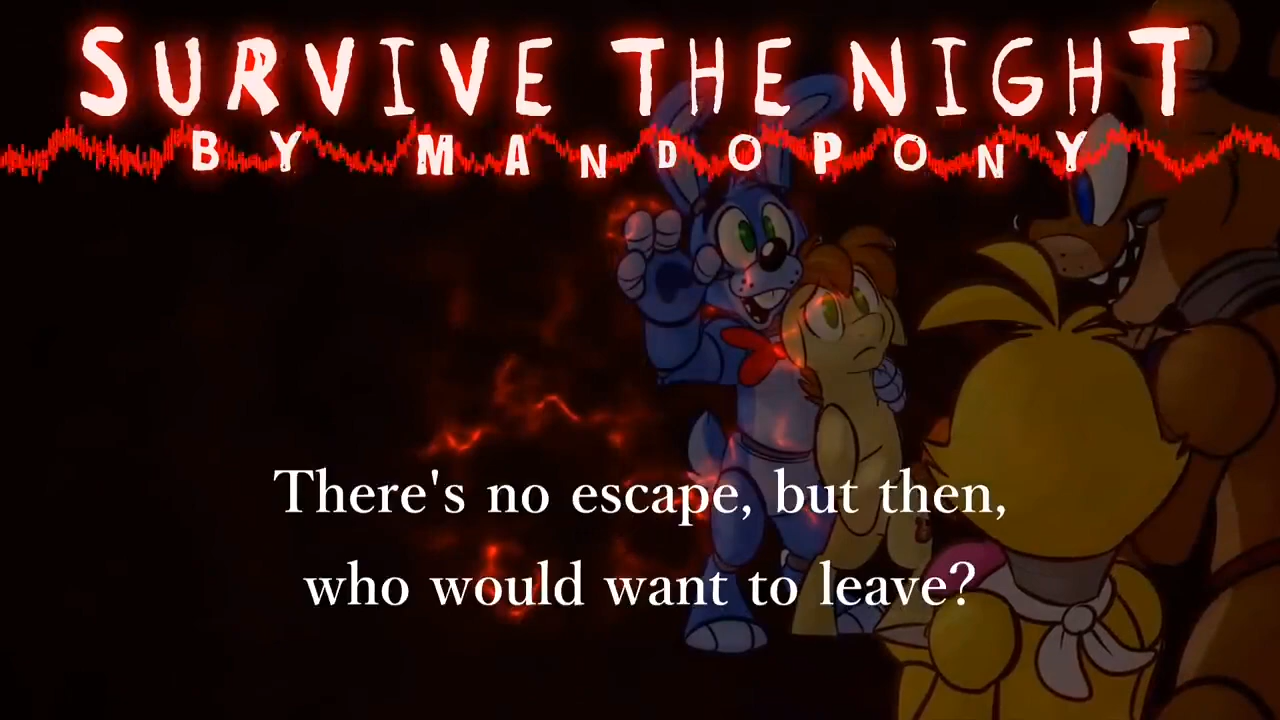 SURVIVE THE NIGHT
BY MANDOPONY
There's no escape, but then,
who would want to leave?